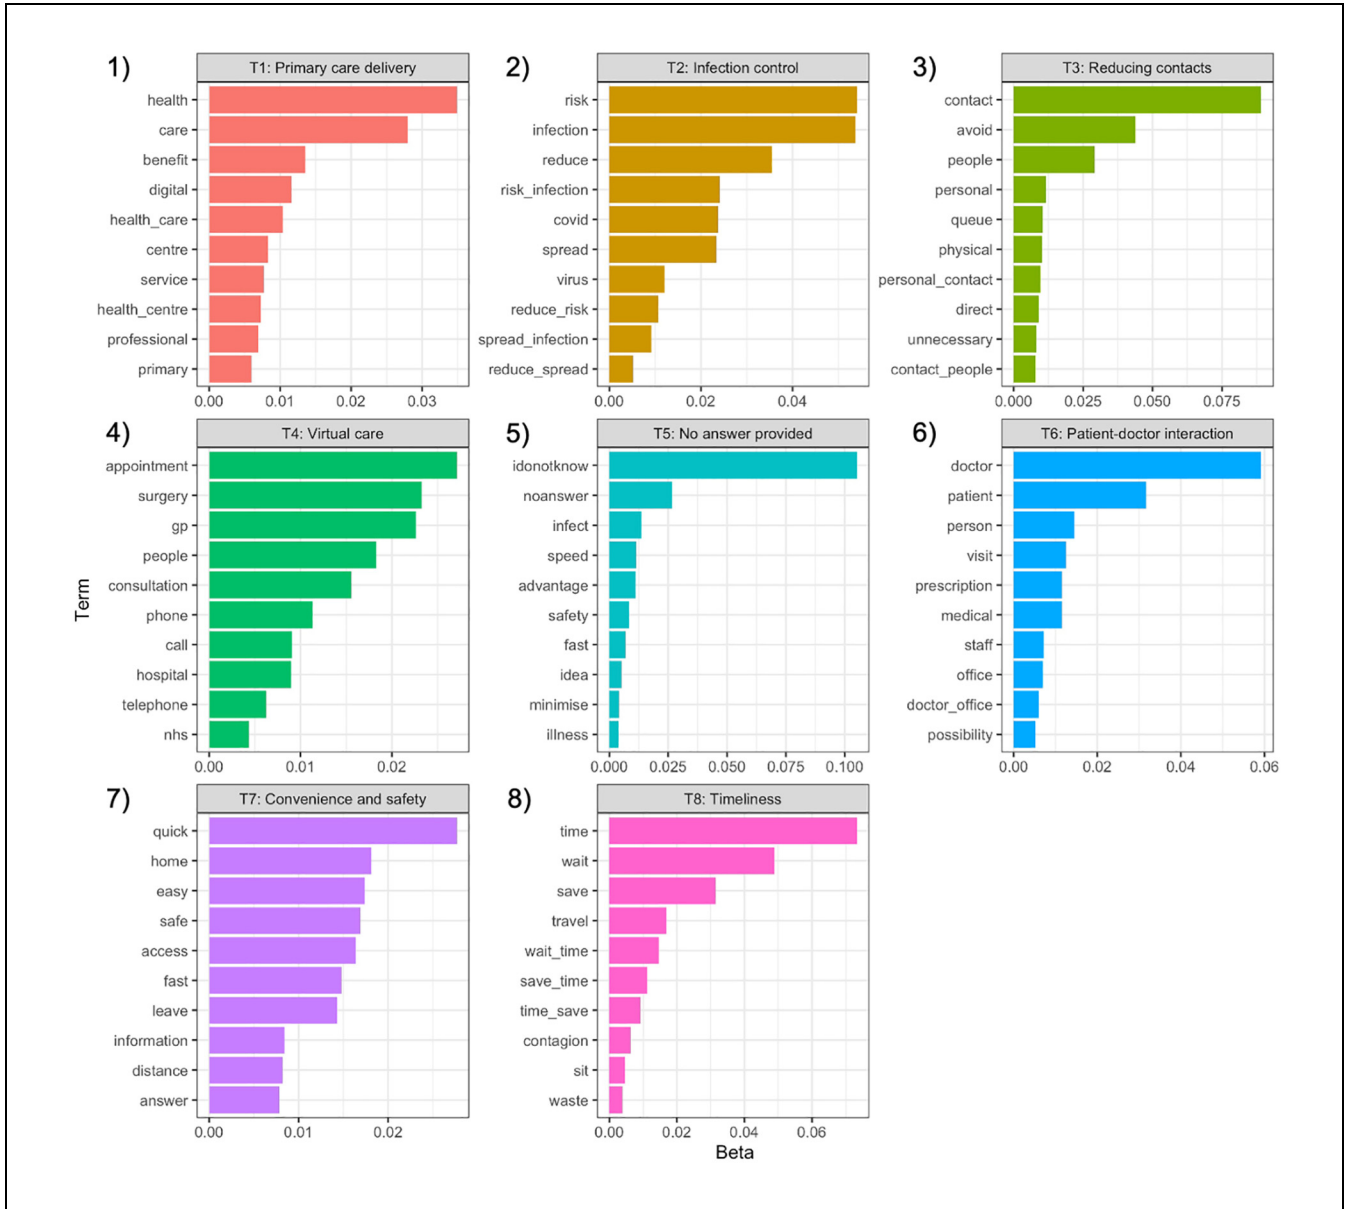 1)
T1: Primary care delivery
health
care
benefit
digital
health_care
centre
service
health_centre
professional
primary
0.00 0.01 0.02 0.03
2)
T2: Infection control
risk
infection
reduce
risk_infection
covid
spread
virus
reduce_risk
spread_infection
reduce_spread
0.00 0.02 0.04
3)
T3: Reducing contacts
contact
avoid
people
personal
queue
physical
personal_contact
direct
unnecessary
contact_people
0.000 0.025 0.050 0.075
Term
4)
T4: Virtual care
appointment
surgery
gp
people
consultation
phone
call
hospital
telephone
nhs
0.00 0.01 0.02
5)
T5: No answer provided
idonotknow
noanswer
infect
speed
advantage
safety
fast
idea
minimise
illness
0.000 0.025 0.050 0.075 0.100
6)
T6: Patient-doctor interaction
doctor
patient
person
visit
prescription
medical
staff
office
doctor_office
possibility
0.00 0.02 0.04 0.06
7)
T7: Convenience and safety
quick
home
easy
safe
access
fast
leave
information
distance
answer
0.00 0.01 0.02
8)
T8: Timeliness
time
wait
save
travel
wait_time
save_time
time_save
contagion
sit
waste
0.00 0.02 0.04 0.06
Beta